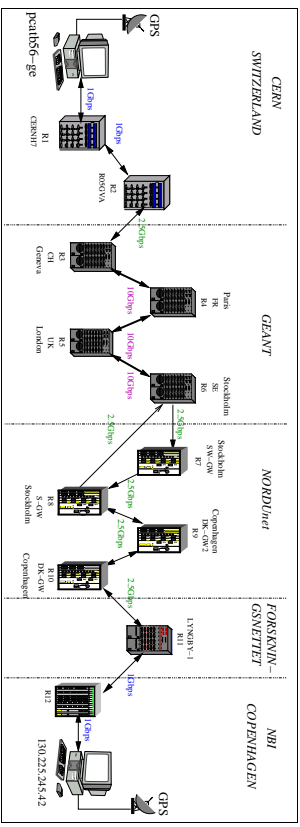 CERN
SWITZERLAND
GPS
pcatb56-ge
1Gbps
R1
CERNH7
1Gbps
R2
R05GVA
2.5Gbps
GEANT
R3
CH
Geneva
10Gbps
Paris
FR
R4
10Gbps
R5
UK
London
10Gbps
Stockholm
SE
R6
2.5Gbps
2.5Gbps
NORDUnet
Stockholm
SW-GW
R7
2.5Gbps
R8
S-GW
Stockholm
2.5Gbps
Copenhagen
DK-GW2
R9
R10
DK-GW
Copenhagen
2.5Gbps
FORSKNIN-
GSNETTET
LYNGBY-1
R11
1Gbps
NBI
COPENHAGEN
R12
1Gbps
130.225.245.42
GPS